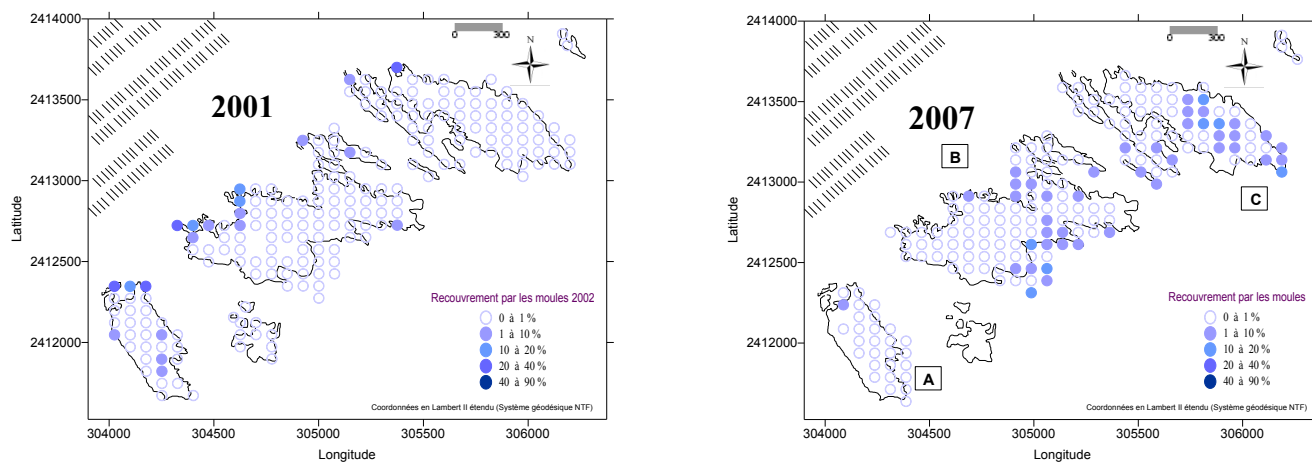 2414000
2413500
2413000
2412500
2412000
Latitude
2001
0 300
N
Recouvrement par les moules 2002
0 à 1%
1 à 10%
10 à 20%
20 à 40%
40 à 90%
Coordonnées en Lambert II étendu (Système géodésique NTF)
304000 304500 305000 305500 306000
Longitude
2414000
2413500
2413000
2412500
2412000
Latitude
2007
0 300
N
B
C
A
Recouvrement par les moules
0 à 1%
1 à 10%
10 à 20%
20 à 40%
40 à 90%
Coordonnées en Lambert II étendu (Système géodésique NTF)
304000 304500 305000 305500 306000
Longitude